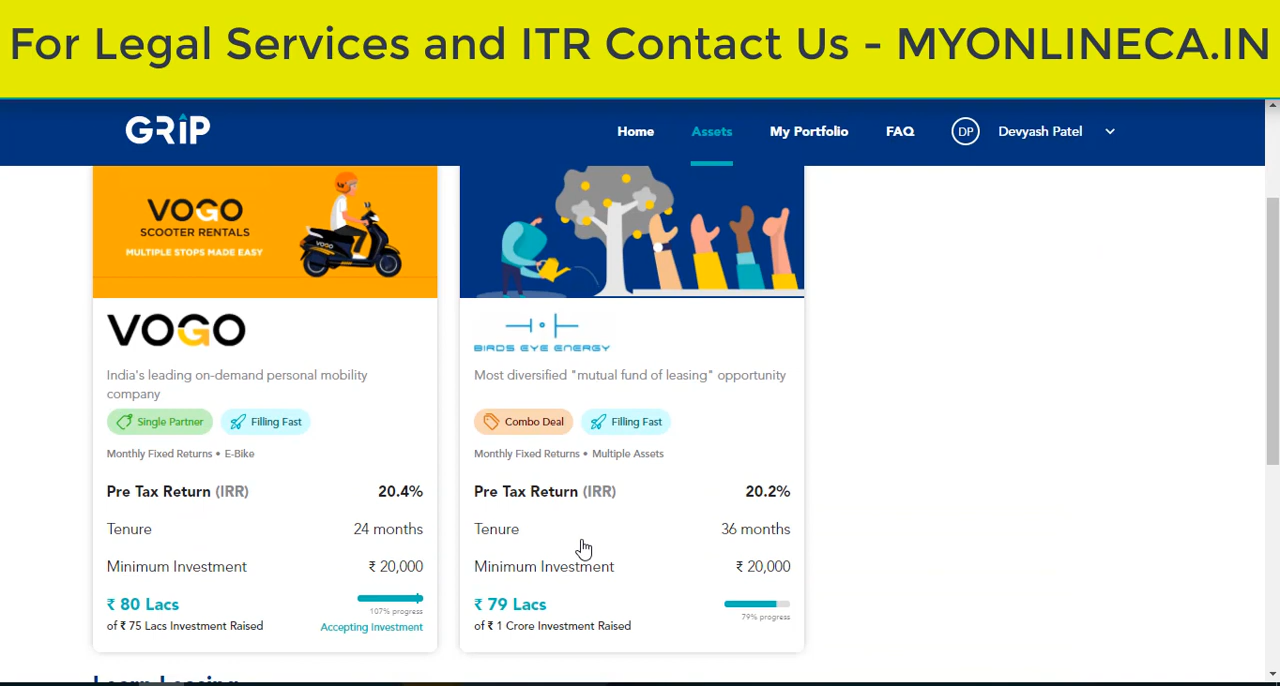 For Legal Services and ITR Contact Us - MYONLINECA.IN
GRIP
Home
Assets
My Portfolio
FAQ
DP
Devyash Patel
VOGO
SCOOTER RENTALS
MULTIPLE STOPS MADE EASY
VOGO
VOGO
India's leading on-demand personal mobility
company
Single Partner
Filling Fast
Monthly Fixed Returns • E-Bike
Pre Tax Return (IRR)
20.4%
Tenure
24 months
Minimum Investment
₹ 20,000
₹ 80 Lacs
107% progress
of ₹ 75 Lacs Investment Raised
Accepting Investment
BIRDS EYE ENERGY
Most diversified "mutual fund of leasing" opportunity
Combo Deal
Filling Fast
Monthly Fixed Returns • Multiple Assets
Pre Tax Return (IRR)
20.2%
Tenure
36 months
Minimum Investment
₹ 20,000
₹ 79 Lacs
79% progress
of ₹ 1 Crore Investment Raised
Learn Leasing